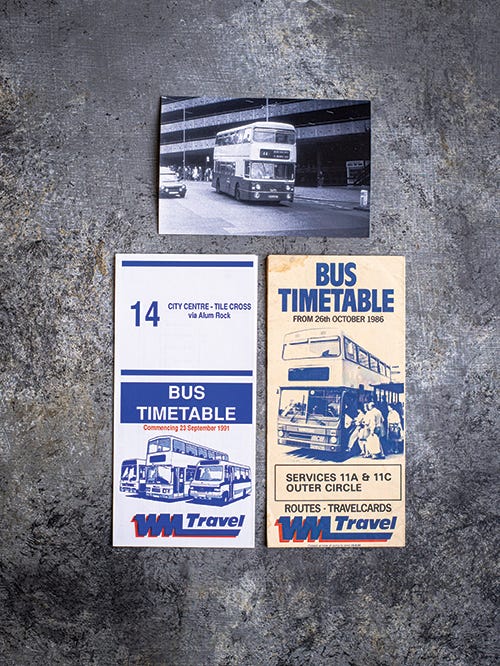 14
CITY CENTRE - TILE CROSS
via Alum Rock
BUS
TIMETABLE
Commencing 23 September 1991
WM Travel
BUS
TIMETABLE
FROM 26th OCTOBER 1986
SERVICES 11A & 11C
OUTER CIRCLE
ROUTES · TRAVELCARDS
WM Travel